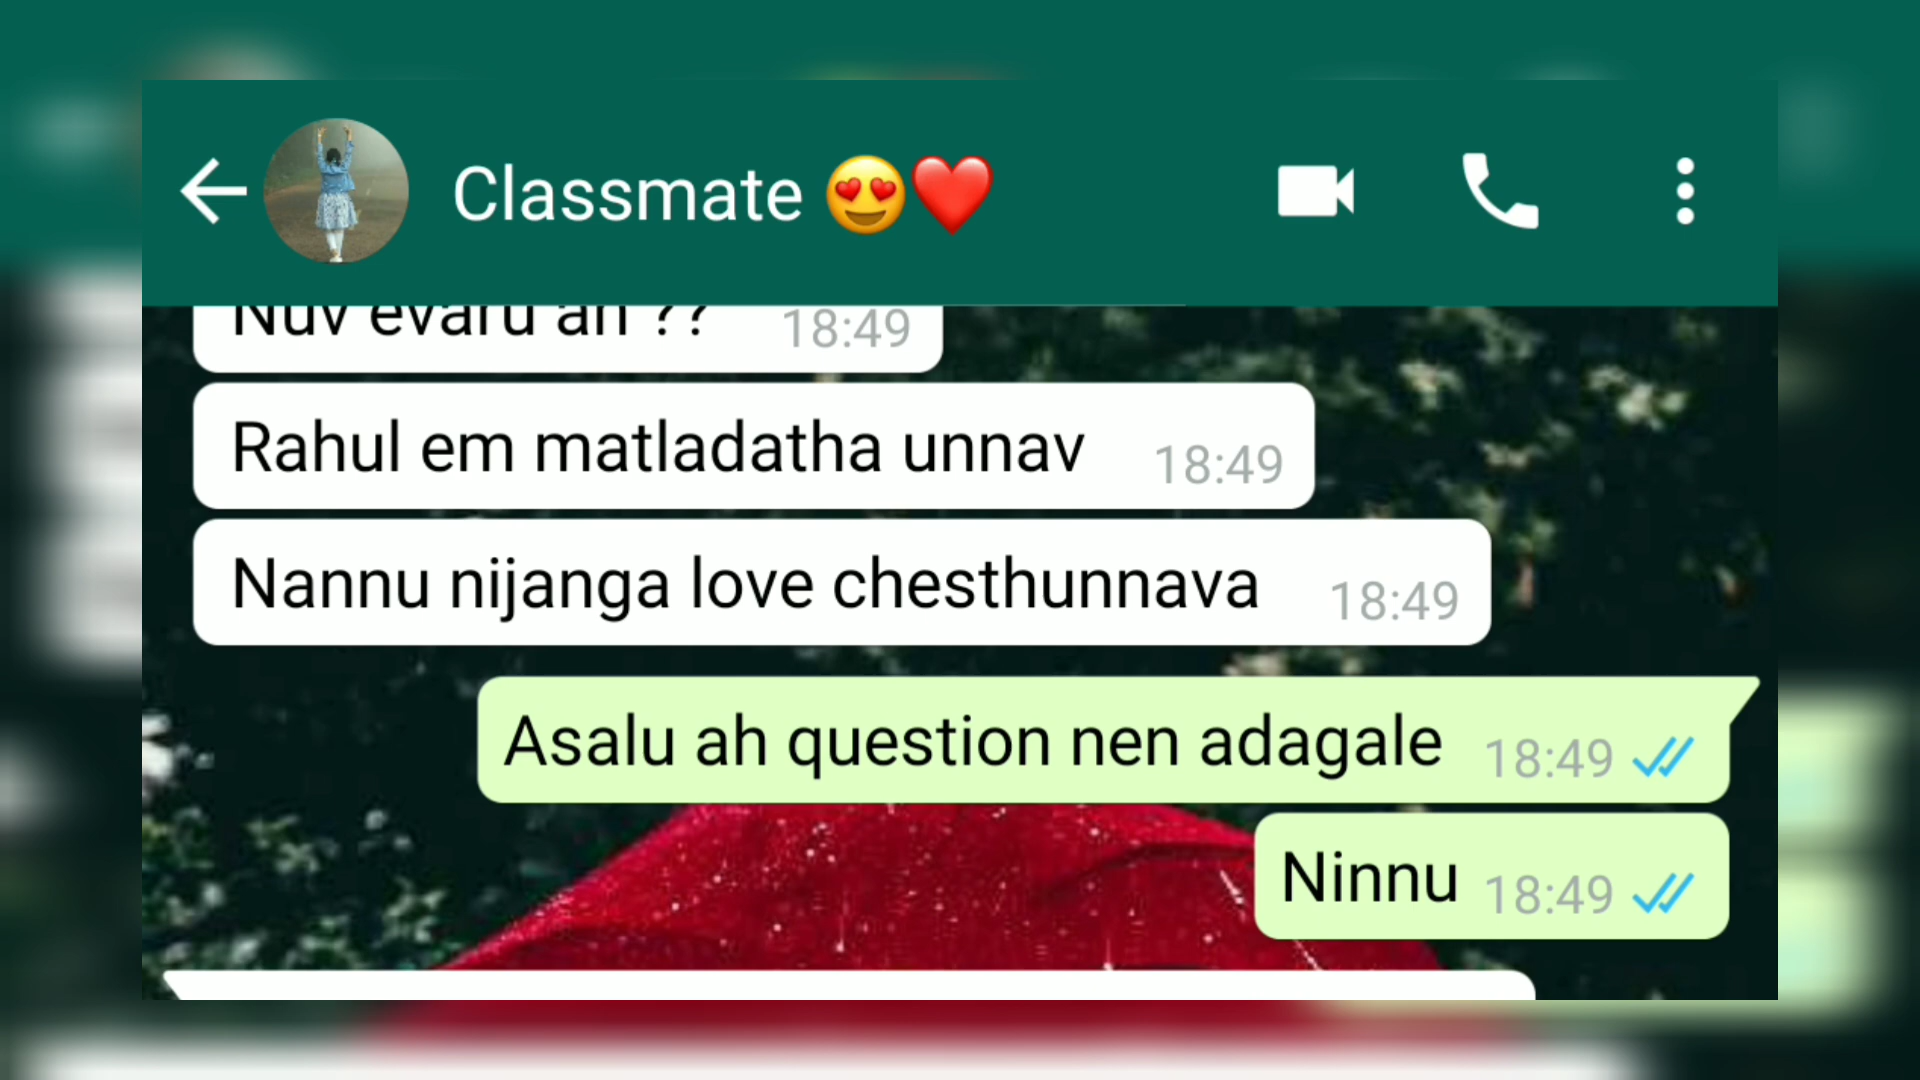 Classmate 😍❤️
Nuv evaru ah ?? 18:49
Rahul em matladatha unnav 18:49
Nannu nijanga love chesthunnava 18:49
Asalu ah question nen adagale 18:49
Ninnu 18:49